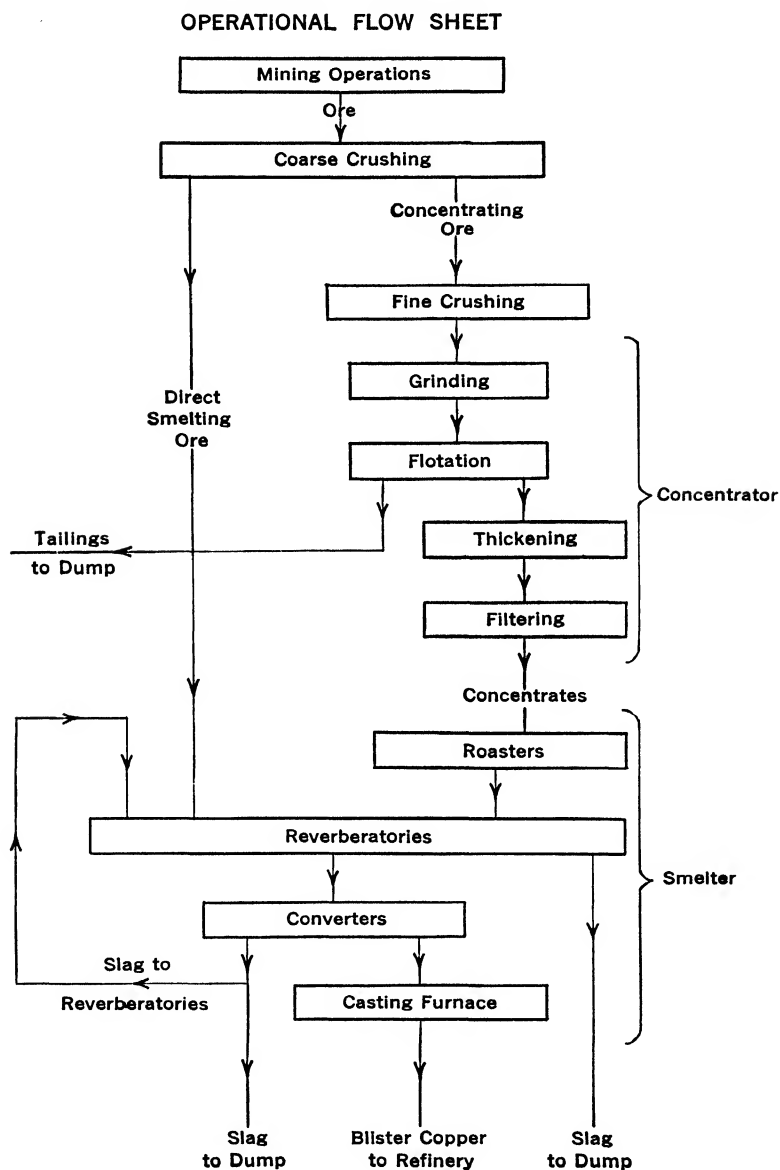 OPERATIONAL FLOW SHEET
Mining Operations
Ore
Coarse Crushing
Concentrating
Ore
Fine Crushing
Grinding
Direct
Smelting
Ore
Flotation
Concentrator
Tailings
to Dump
Thickening
Filtering
Concentrates
Roasters
Reverberatories
Smelter
Converters
Slag to
Reverberatories
Casting Furnace
Slag
to Dump
Blister Copper
to Refinery
Slag
to Dump